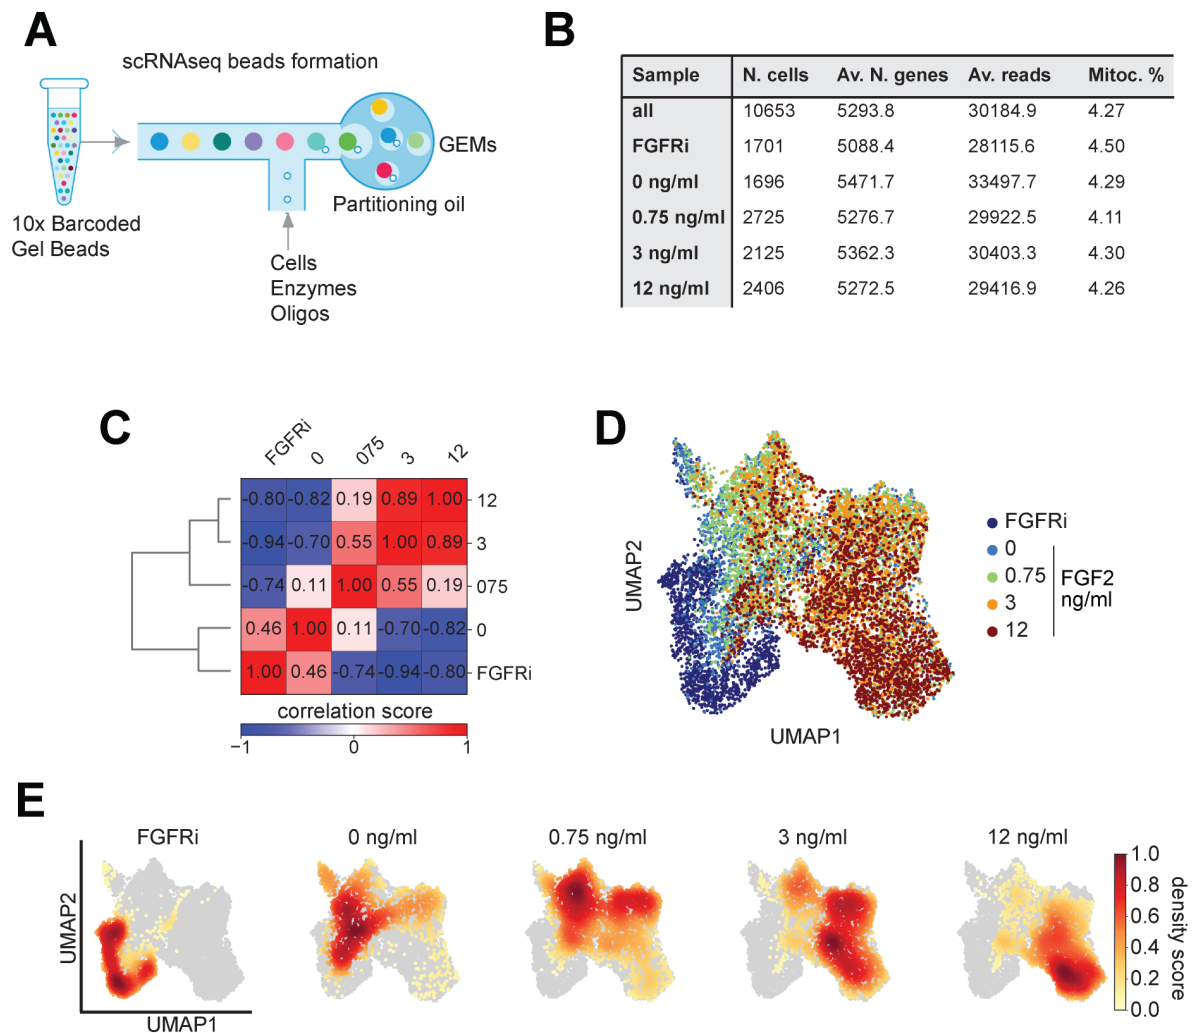 A
scRNAseq beads formation
GEMs
Partitioning oil
10x Barcoded
Gel Beads
Cells
Enzymes
Oligos
B
Sample N. cells Av. N. genes Av. reads Mitoc. %
all 10653 5293.8 30184.9 4.27
FGFRi 1701 5088.4 28115.6 4.50
0 ng/ml 1696 5471.7 33497.7 4.29
0.75 ng/ml 2725 5276.7 29922.5 4.11
3 ng/ml 2125 5362.3 30403.3 4.30
12 ng/ml 2406 5272.5 29416.9 4.26
C
FGFRi 0 075 3 12
-0.80 -0.82 0.19 0.89 1.00 12
-0.94 -0.70 0.55 1.00 0.89 3
-0.74 0.11 1.00 0.55 0.19 075
0.46 1.00 0.11 -0.70 -0.82 0
1.00 0.46 -0.74 -0.94 -0.80 FGFRi
correlation score
−1 0 1
D
UMAP2
UMAP1
FGFRi
0
0.75
3
12
FGF2
ng/ml
E
FGFRi 0 ng/ml 0.75 ng/ml 3 ng/ml 12 ng/ml
UMAP2
UMAP1
1.0
0.8
0.6
0.4
0.2
0.0
density score